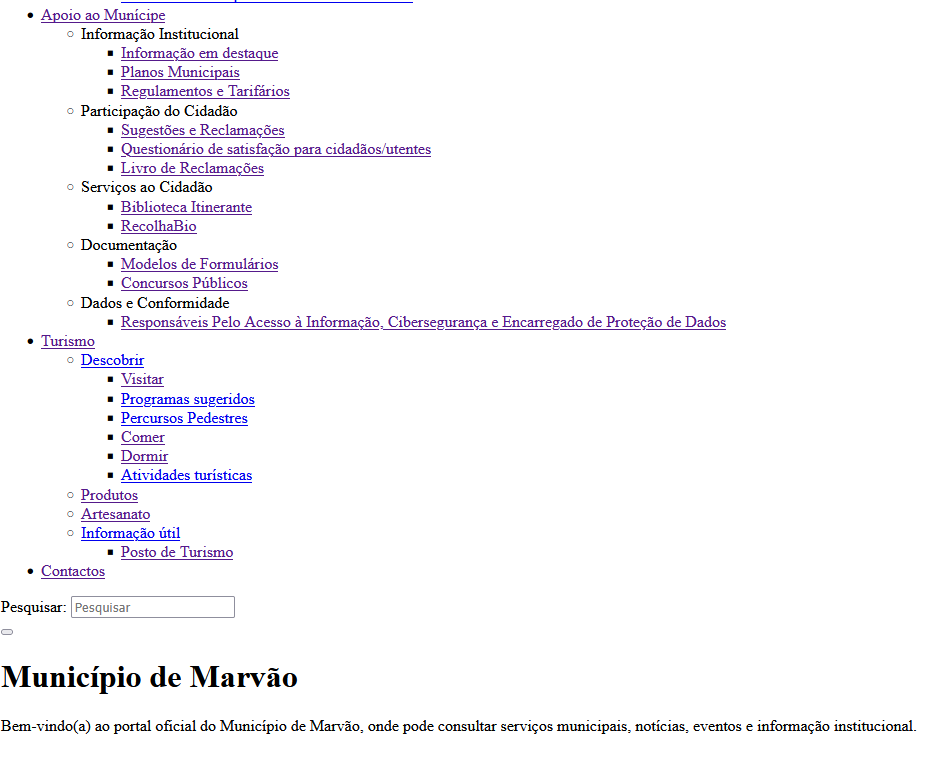 Apoio ao Munícipe
Informação Institucional
Informação em destaque
Planos Municipais
Regulamentos e Tarifários
Participação do Cidadão
Sugestões e Reclamações
Questionário de satisfação para cidadãos/utentes
Livro de Reclamações
Serviços ao Cidadão
Biblioteca Itinerante
RecolhaBio
Documentação
Modelos de Formulários
Concursos Públicos
Dados e Conformidade
Responsáveis Pelo Acesso à Informação, Cibersegurança e Encarregado de Proteção de Dados
Turismo
Descobrir
Visitar
Programas sugeridos
Percursos Pedestres
Comer
Dormir
Atividades turísticas
Produtos
Artesanato
Informação útil
Posto de Turismo
Contactos
Pesquisar: Pesquisar
Município de Marvão
Bem-vindo(a) ao portal oficial do Município de Marvão, onde pode consultar serviços municipais, notícias, eventos e informação institucional.